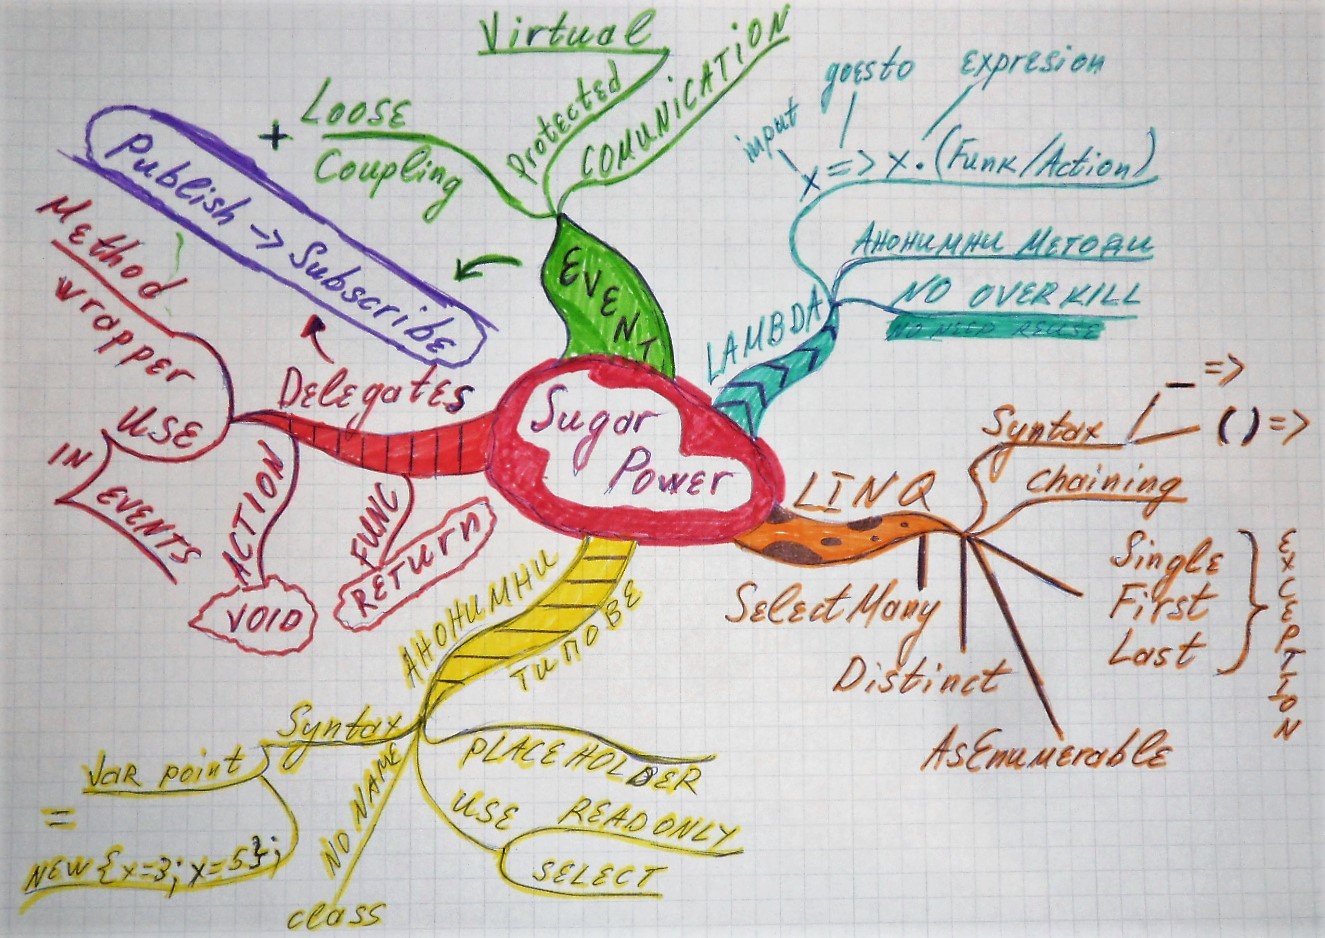 Sugar
Power
EVENT
Loose
Coupling
Protected
Virtual
COMUNICATION
+
Publish -> Subscribe
LAMBDA
input
goesto
expresion
x => x.(Funk/Action)
АНОНИМНИ МЕТОДИ
NO OVERKILL
NO NEED REUSE
LINQ
Syntax
_ =>
() =>
chaining
Single
First
Last
EXCEPTION
SelectMany
Distinct
AsEnumerable
АНОНИМНИ
ТИПОВЕ
Syntax
Var point
=
NEW {x=3; x=5};
NO NAME
class
PLACEHOLDER
USE
READONLY
SELECT
Delegates
Method
wrapper
USE
IN
EVENTS
ACTION
VOID
FUNC
RETURN